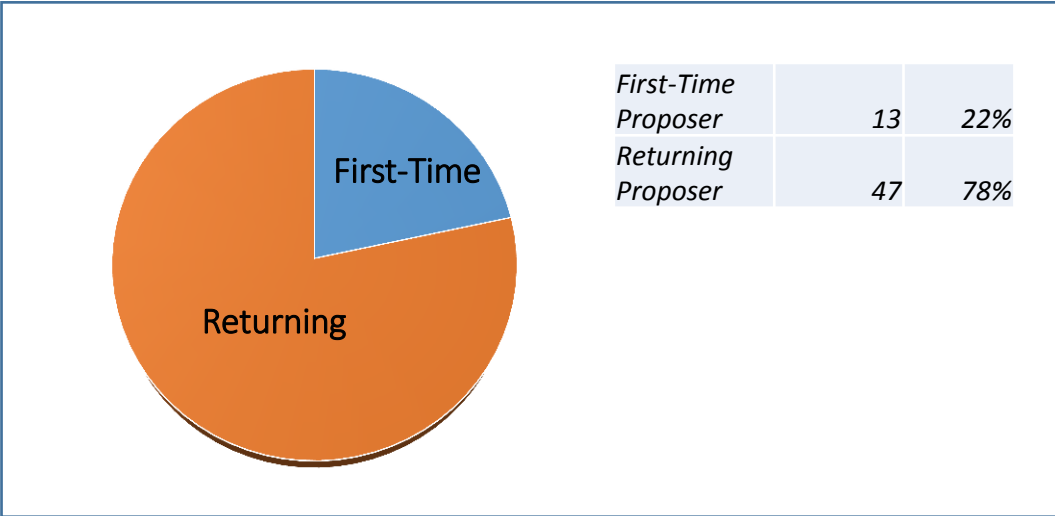 First-Time
Returning
First-Time
Proposer 13 22%
Returning
Proposer 47 78%